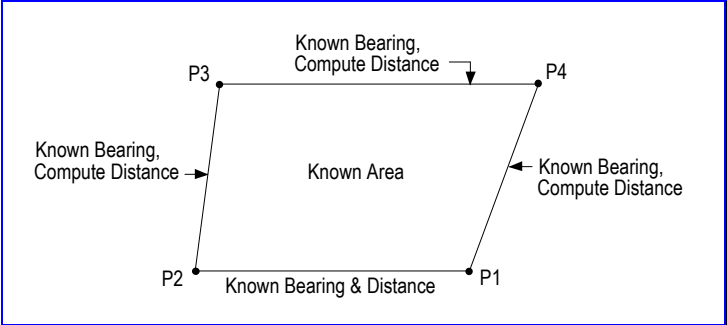 Known Bearing,
Compute Distance
P3
P4
Known Bearing,
Compute Distance
Known Area
Known Bearing,
Compute Distance
P2
Known Bearing & Distance
P1